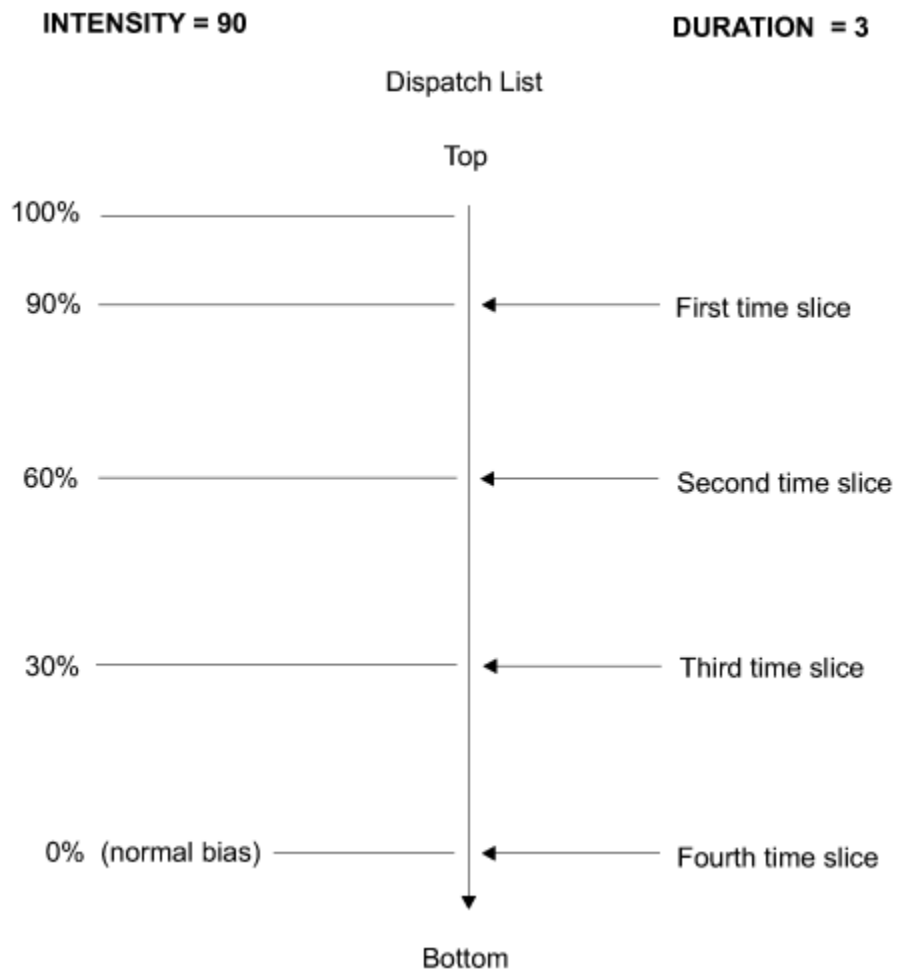 INTENSITY = 90
DURATION = 3
Dispatch List
Top
100%
90%
First time slice
60%
Second time slice
30%
Third time slice
0% (normal bias)
Fourth time slice
Bottom